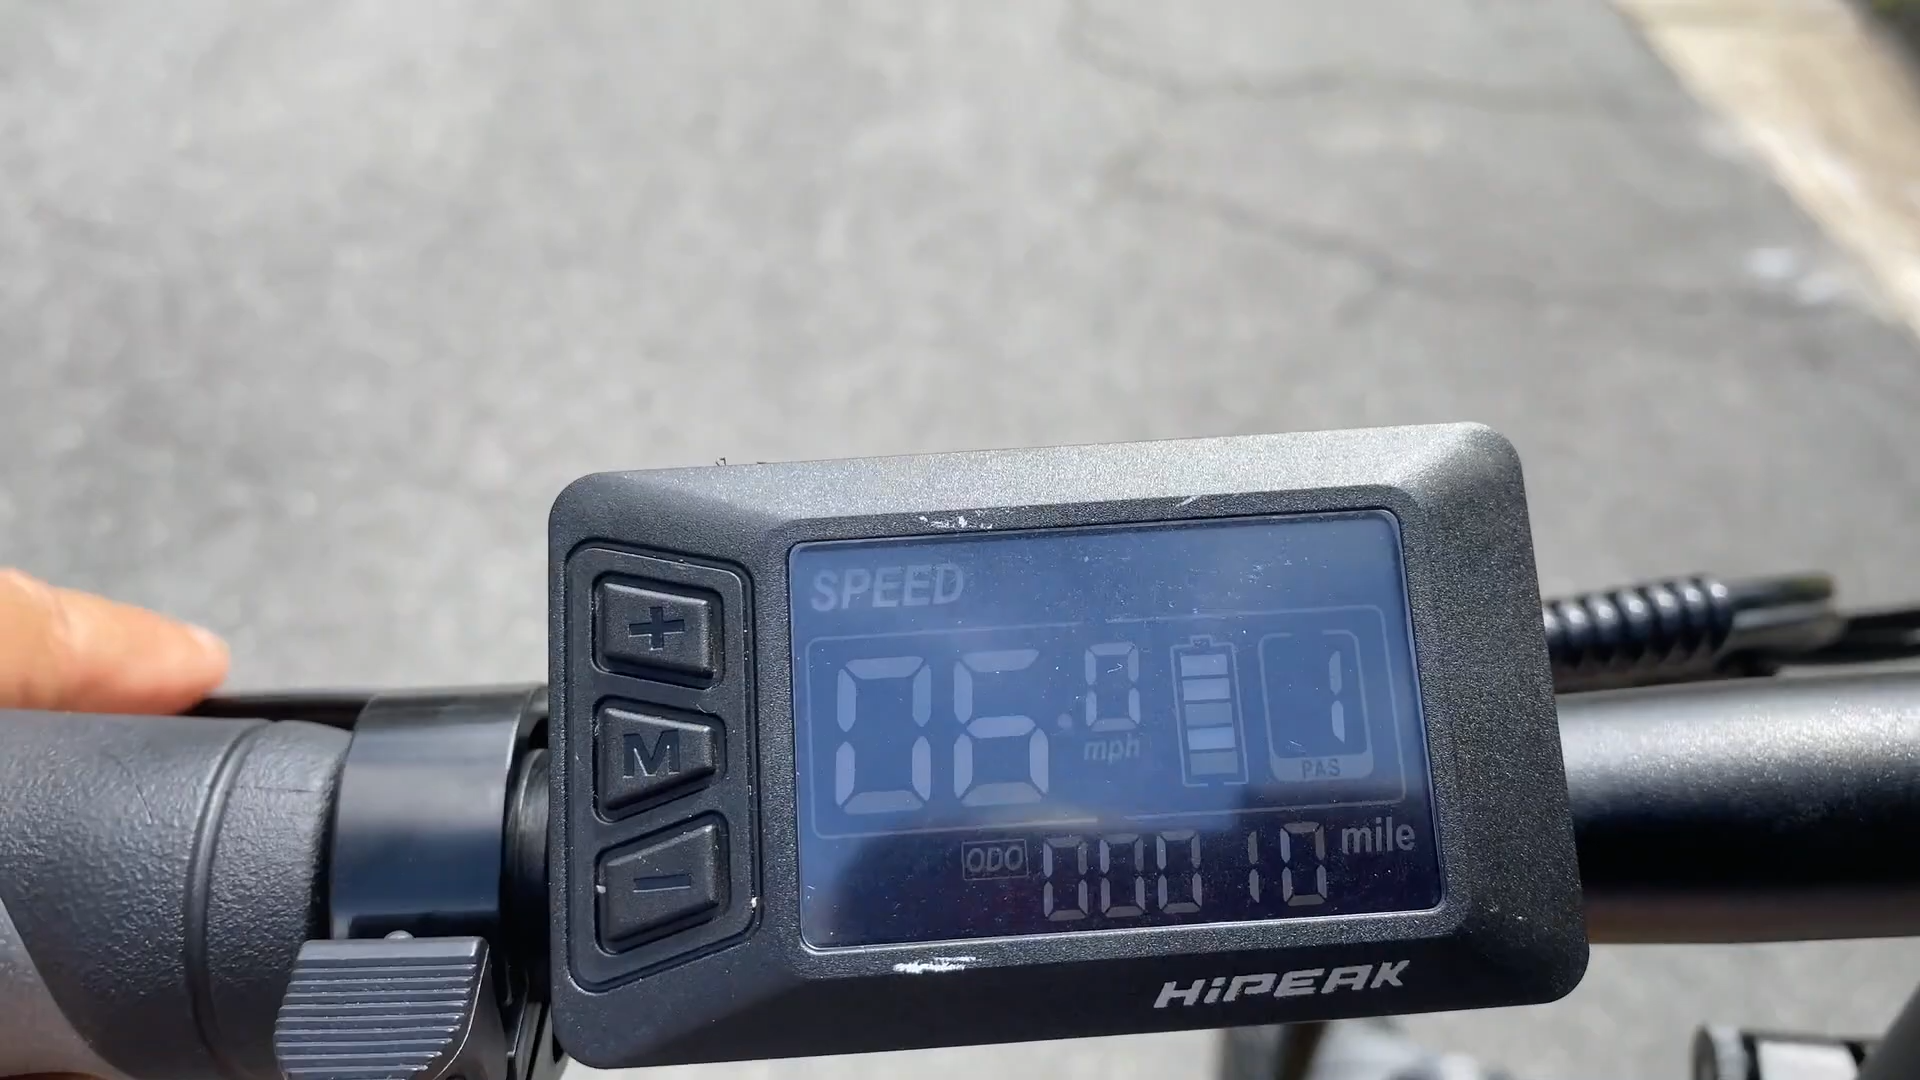 SPEED
+
M
−
06.0
mph
1
PAS
ODO 00010 mile
HiPEAK